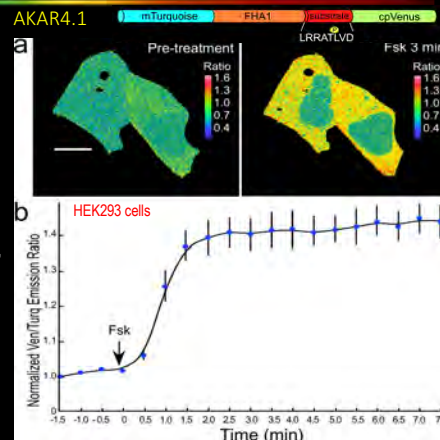 AKAR4.1
mTurquoise FHA1 substrate cpVenus
P
LRRATLVD
a
Pre-treatment Fsk 3 min
Ratio Ratio
1.6 1.6
1.3 1.3
1.0 1.0
0.7 0.7
0.4 0.4
b
HEK293 cells
Normalized Ven/Turq Emission Ratio
1.4
1.3
1.2
1.1
1.0
0
Fsk
-1.5 -1.0 -0.5 0 0.5 1.0 1.5 2.0 2.5 3.0 3.5 4.0 4.5 5.0 5.5 6.0 6.5 7.0
Time (min)